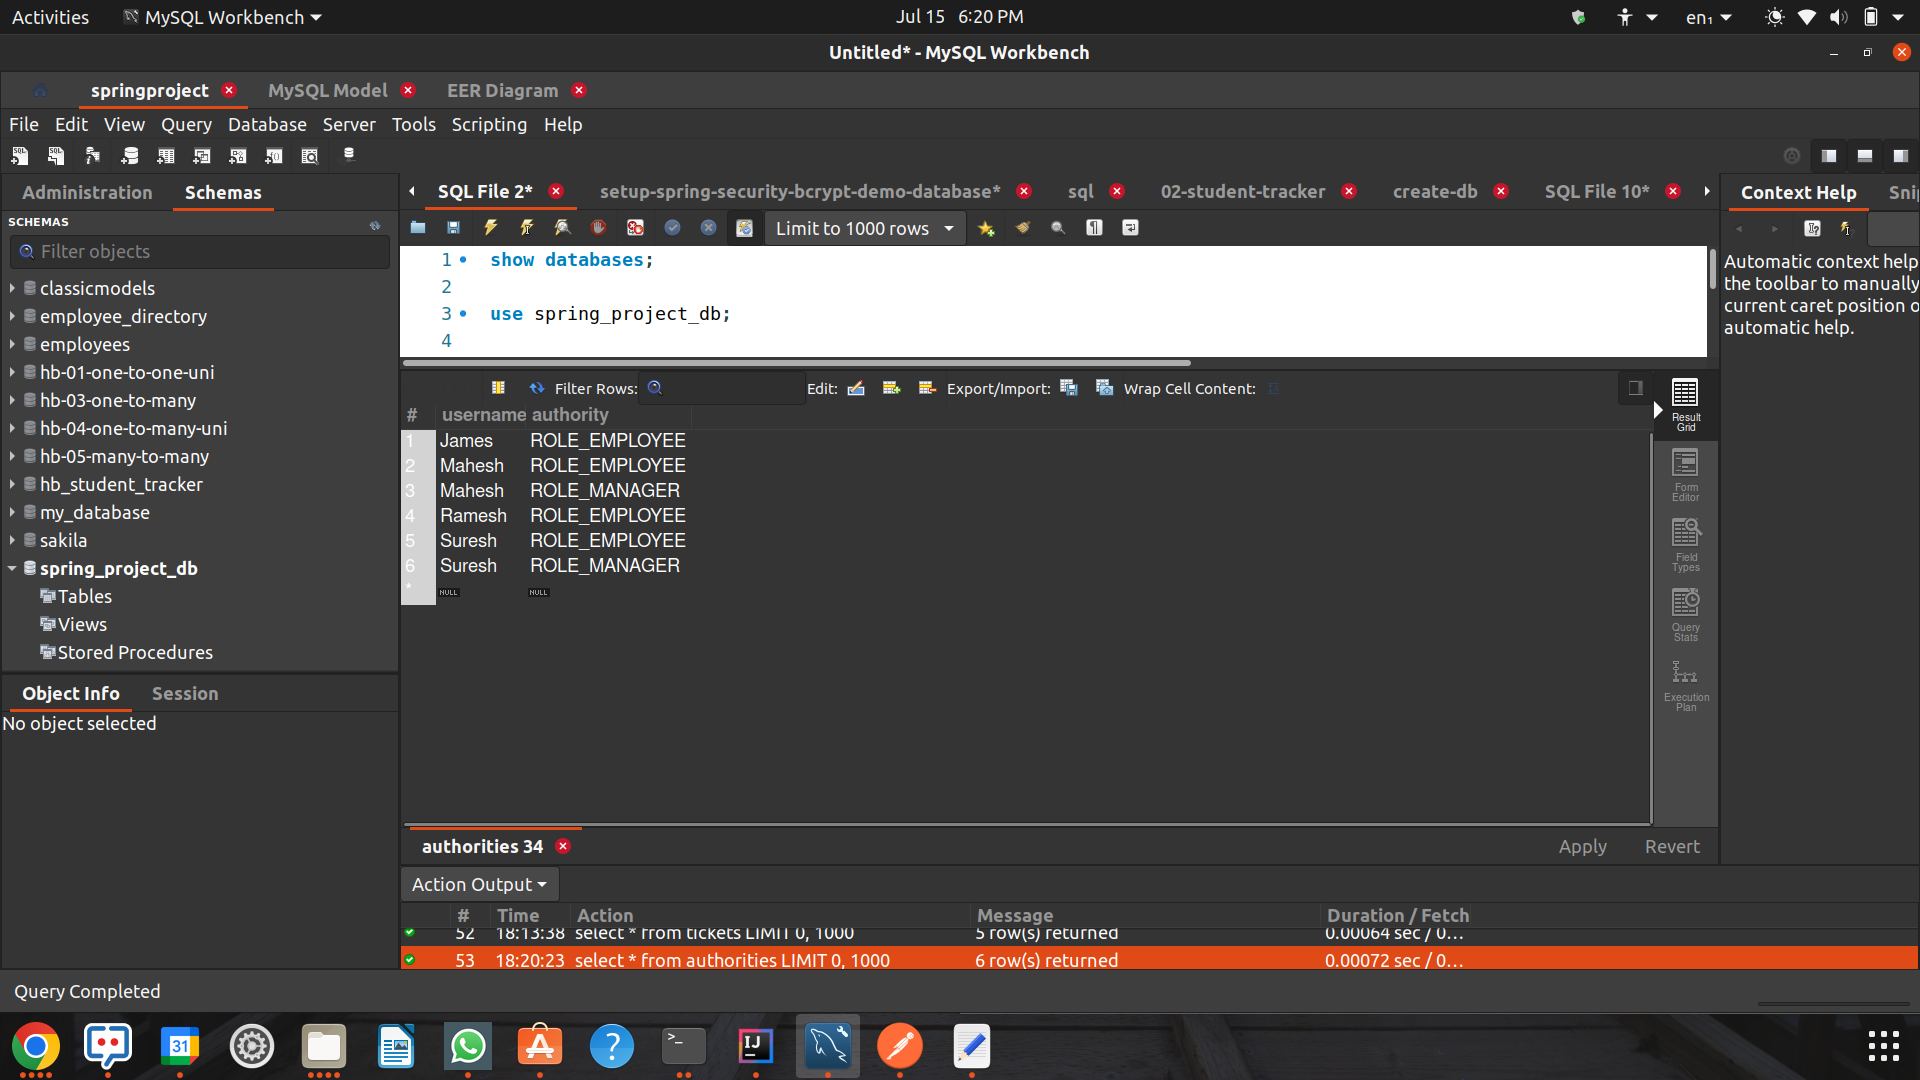 Activities MySQL Workbench Jul 15 6:20 PM en₁
Untitled* - MySQL Workbench
springproject MySQL Model EER Diagram
File Edit View Query Database Server Tools Scripting Help
Administration Schemas
SQL File 2* setup-spring-security-bcrypt-demo-database* sql 02-student-tracker create-db SQL File 10*
Context Help Sni
SCHEMAS
Filter objects
Limit to 1000 rows
classicmodels
employee_directory
employees
hb-01-one-to-one-uni
hb-03-one-to-many
hb-04-one-to-many-uni
hb-05-many-to-many
hb_student_tracker
my_database
sakila
spring_project_db
Tables
Views
Stored Procedures
Object Info Session
No object selected
1 show databases;
2
3 use spring_project_db;
4
Automatic context help
the toolbar to manually
current caret position o
automatic help.
Filter Rows: Edit: Export/Import: Wrap Cell Content:
# username authority
1 James ROLE_EMPLOYEE
2 Mahesh ROLE_EMPLOYEE
3 Mahesh ROLE_MANAGER
4 Ramesh ROLE_EMPLOYEE
5 Suresh ROLE_EMPLOYEE
6 Suresh ROLE_MANAGER
* NULL NULL
Result
Grid
Form
Editor
Field
Types
Query
Stats
Execution
Plan
authorities 34 Apply Revert
Action Output
# Time Action Message Duration / Fetch
52 18:13:38 select * from tickets LIMIT 0, 1000 5 row(s) returned 0.00064 sec / 0...
53 18:20:23 select * from authorities LIMIT 0, 1000 6 row(s) returned 0.00072 sec / 0...
Query Completed
31
IJ